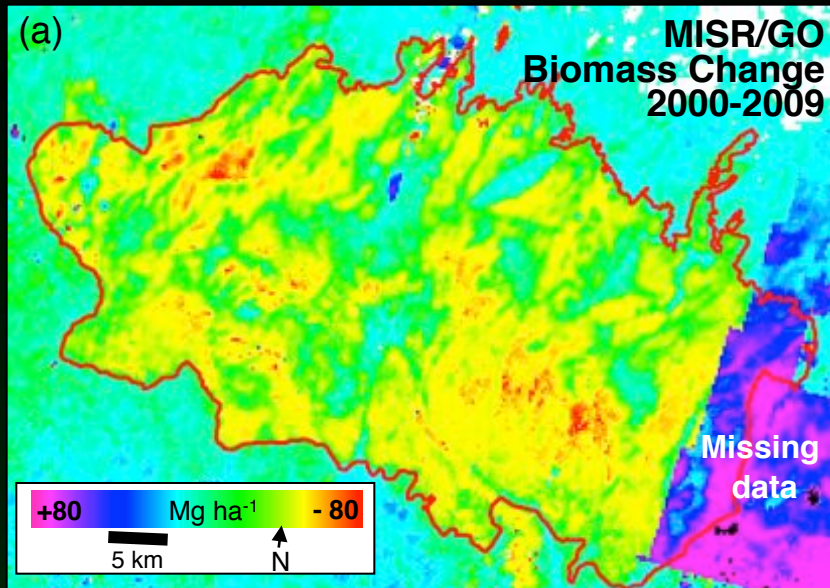 (a)
MISR/GO
Biomass Change
2000-2009
Missing
data
+80 Mg ha⁻¹ - 80
5 km N